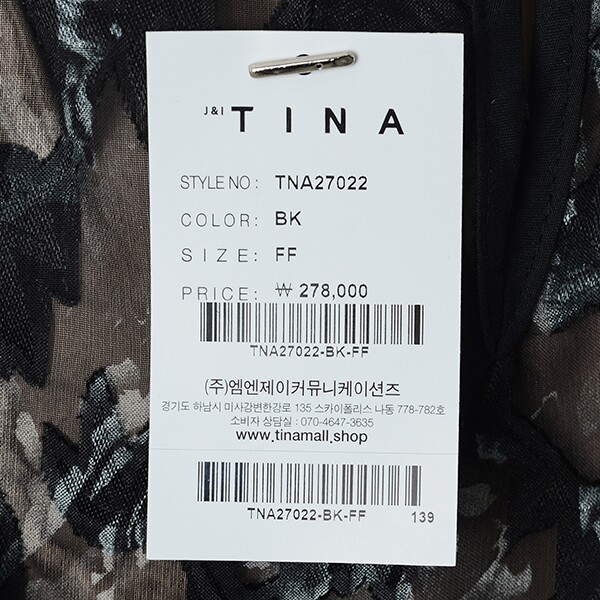 J&I TINA
STYLE NO : TNA27022
COLOR: BK
SIZE: FF
PRICE: ₩ 278,000
TNA27022-BK-FF
(주)엠엔제이커뮤니케이션즈
경기도 하남시 미사강변한강로 135 스카이폴리스 나동 778-782호
소비자 상담실 : 070-4647-3635
www.tinamall.shop
TNA27022-BK-FF 139